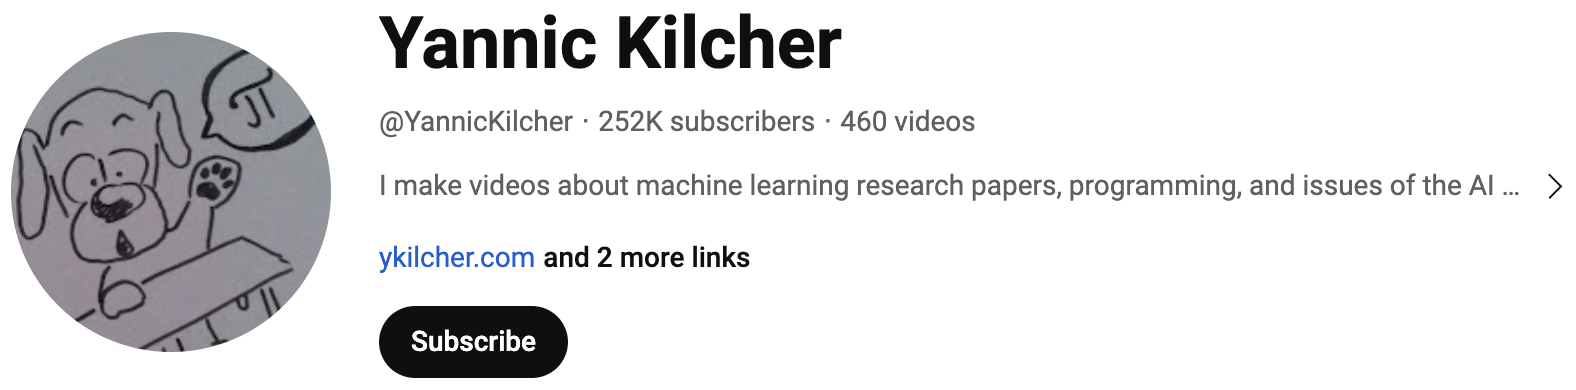 π
Yannic Kilcher
@YannicKilcher · 252K subscribers · 460 videos
I make videos about machine learning research papers, programming, and issues of the AI ...
ykilcher.com and 2 more links
Subscribe